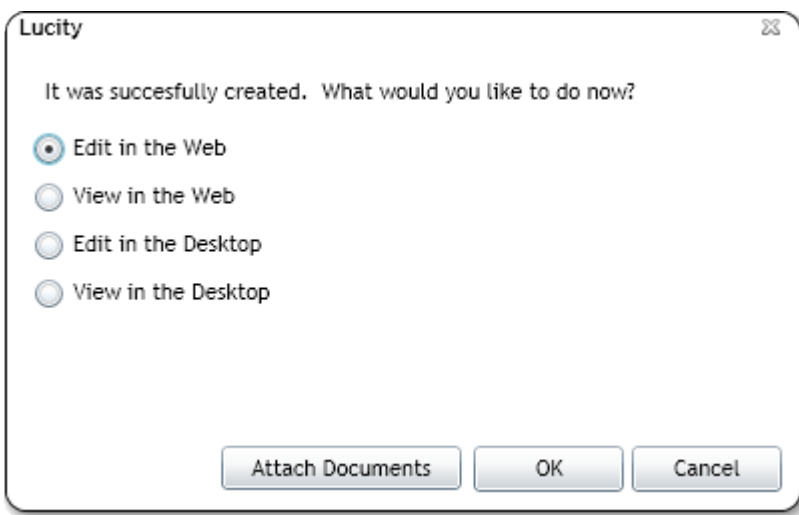 Lucity
It was succesfully created.  What would you like to do now?
Edit in the Web
View in the Web
Edit in the Desktop
View in the Desktop
Attach Documents
OK
Cancel